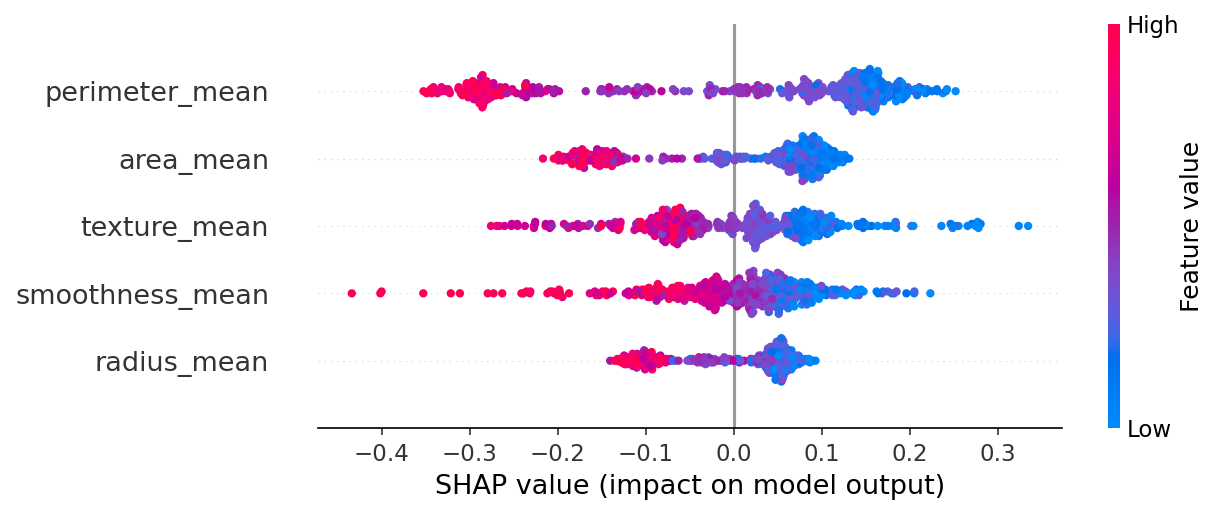 High
perimeter_mean
area_mean
texture_mean
smoothness_mean
radius_mean
Feature value
Low
−0.4 −0.3 −0.2 −0.1 0.0 0.1 0.2 0.3
SHAP value (impact on model output)